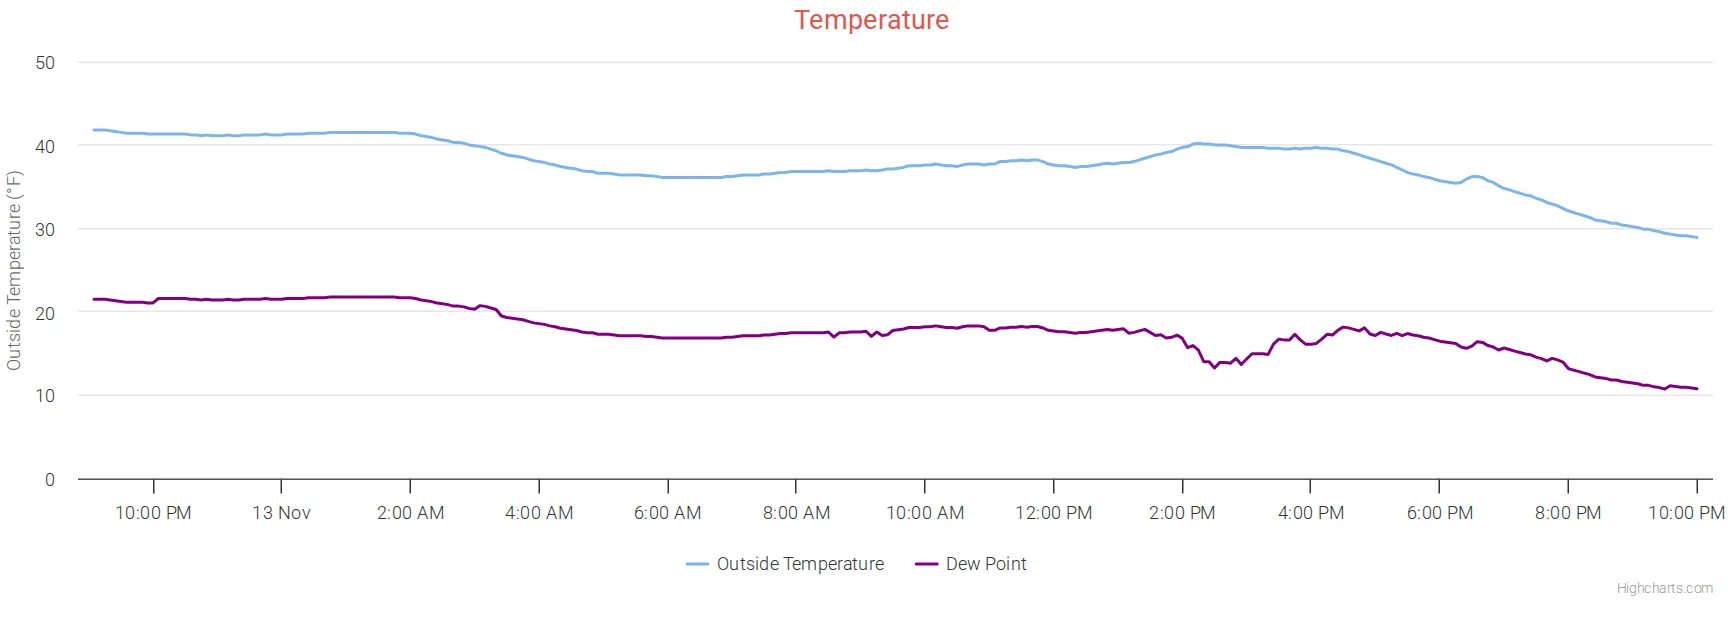 Temperature
50
40
30
20
10
0
Outside Temperature (°F)
10:00 PM 13 Nov 2:00 AM 4:00 AM 6:00 AM 8:00 AM 10:00 AM 12:00 PM 2:00 PM 4:00 PM 6:00 PM 8:00 PM 10:00 PM
Outside Temperature Dew Point
Highcharts.com